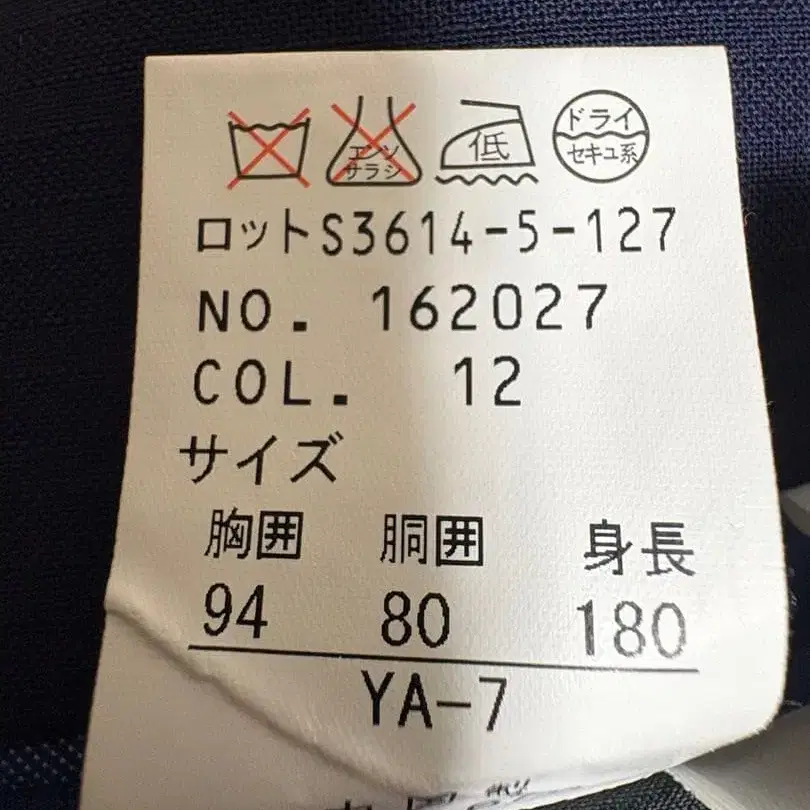 エンソ
サラシ
低
ドライ
セキユ系
ロットS3614-5-127
NO. 162027
COL. 12
サイズ
胸囲 胴囲 身長
94 80 180
YA-7